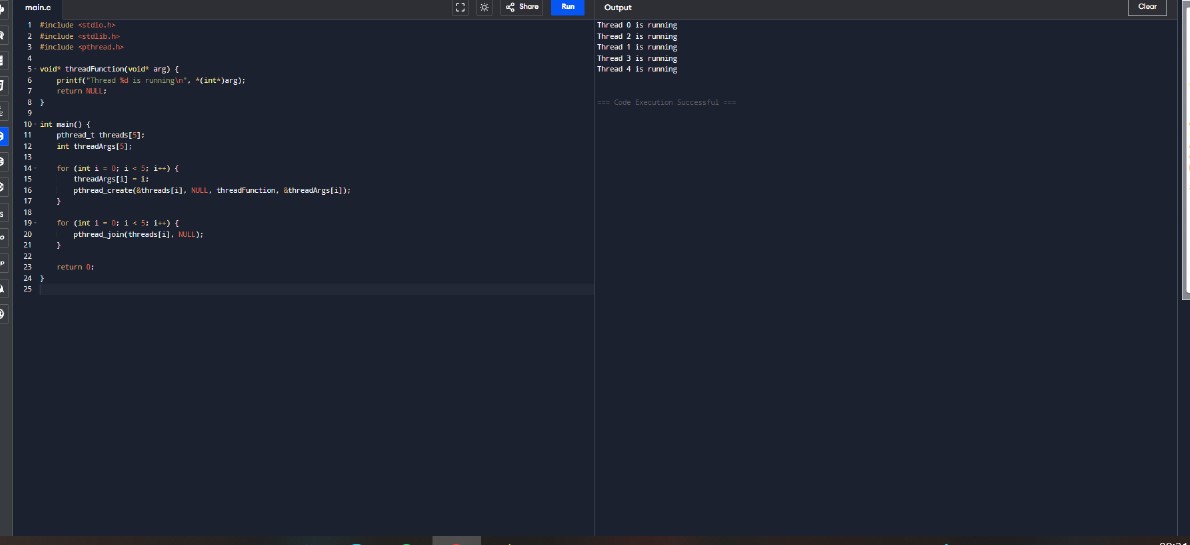 main.c
Share
Run
1 #include <stdio.h>
2 #include <stdlib.h>
3 #include <pthread.h>
4
5 void* threadFunction(void* arg) {
6 printf("Thread %d is running\n", *(int*)arg);
7 return NULL;
8 }
9
10 int main() {
11 pthread_t threads[5];
12 int threadArgs[5];
13
14 for (int i = 0; i < 5; i++) {
15 threadArgs[i] = i;
16 pthread_create(&threads[i], NULL, threadFunction, &threadArgs[i]);
17 }
18
19 for (int i = 0; i < 5; i++) {
20 pthread_join(threads[i], NULL);
21 }
22
23 return 0;
24 }
25
Output
Clear
Thread 0 is running
Thread 2 is running
Thread 1 is running
Thread 3 is running
Thread 4 is running
=== Code Execution Successful ===